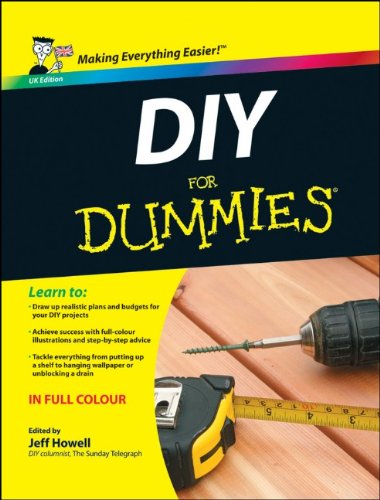 Making Everything Easier!™
UK Edition
DIY
FOR
DUMMIES®
Learn to:
• Draw up realistic plans and budgets for
your DIY projects
• Achieve success with full-colour
illustrations and step-by-step advice
• Tackle everything from putting up
a shelf to hanging wallpaper or
unblocking a drain
IN FULL COLOUR
Edited by
Jeff Howell
DIY columnist, The Sunday Telegraph